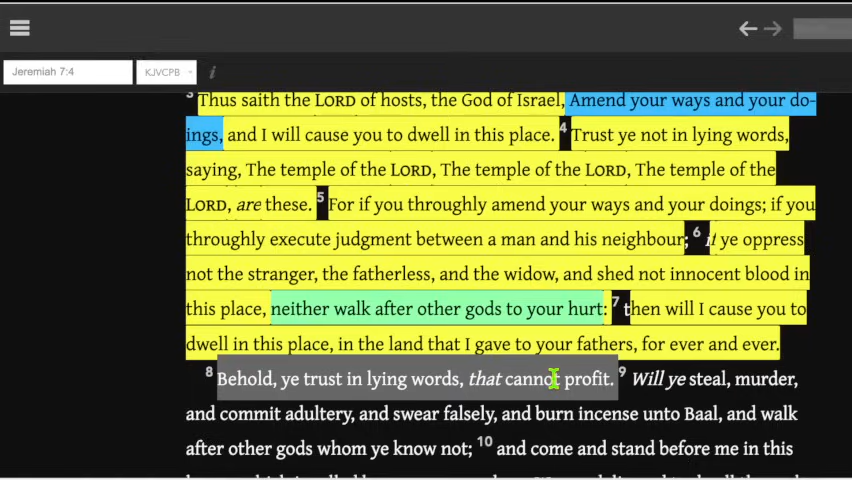 Jeremiah 7:4
KJVCPB
i
3 Thus saith the LORD of hosts, the God of Israel, Amend your ways and your do-
ings, and I will cause you to dwell in this place. 4 Trust ye not in lying words,
saying, The temple of the LORD, The temple of the LORD, The temple of the
LORD, are these. 5 For if you throughly amend your ways and your doings; if you
throughly execute judgment between a man and his neighbour; 6 if ye oppress
not the stranger, the fatherless, and the widow, and shed not innocent blood in
this place, neither walk after other gods to your hurt: 7 then will I cause you to
dwell in this place, in the land that I gave to your fathers, for ever and ever.
8 Behold, ye trust in lying words, that cannot profit. 9 Will ye steal, murder,
and commit adultery, and swear falsely, and burn incense unto Baal, and walk
after other gods whom ye know not; 10 and come and stand before me in this